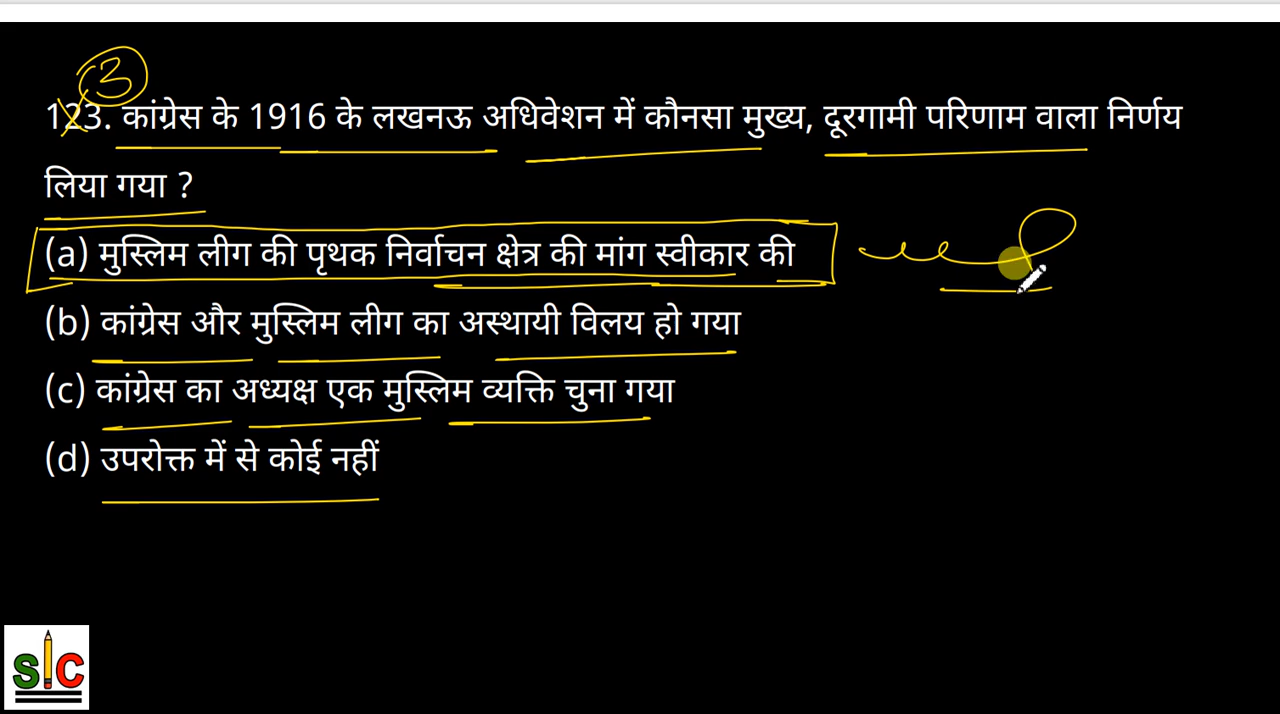 3
123. कांग्रेस के 1916 के लखनऊ अधिवेशन में कौनसा मुख्य, दूरगामी परिणाम वाला निर्णय
लिया गया ?
(a) मुस्लिम लीग की पृथक निर्वाचन क्षेत्र की मांग स्वीकार की
(b) कांग्रेस और मुस्लिम लीग का अस्थायी विलय हो गया
(c) कांग्रेस का अध्यक्ष एक मुस्लिम व्यक्ति चुना गया
(d) उपरोक्त में से कोई नहीं
SIC